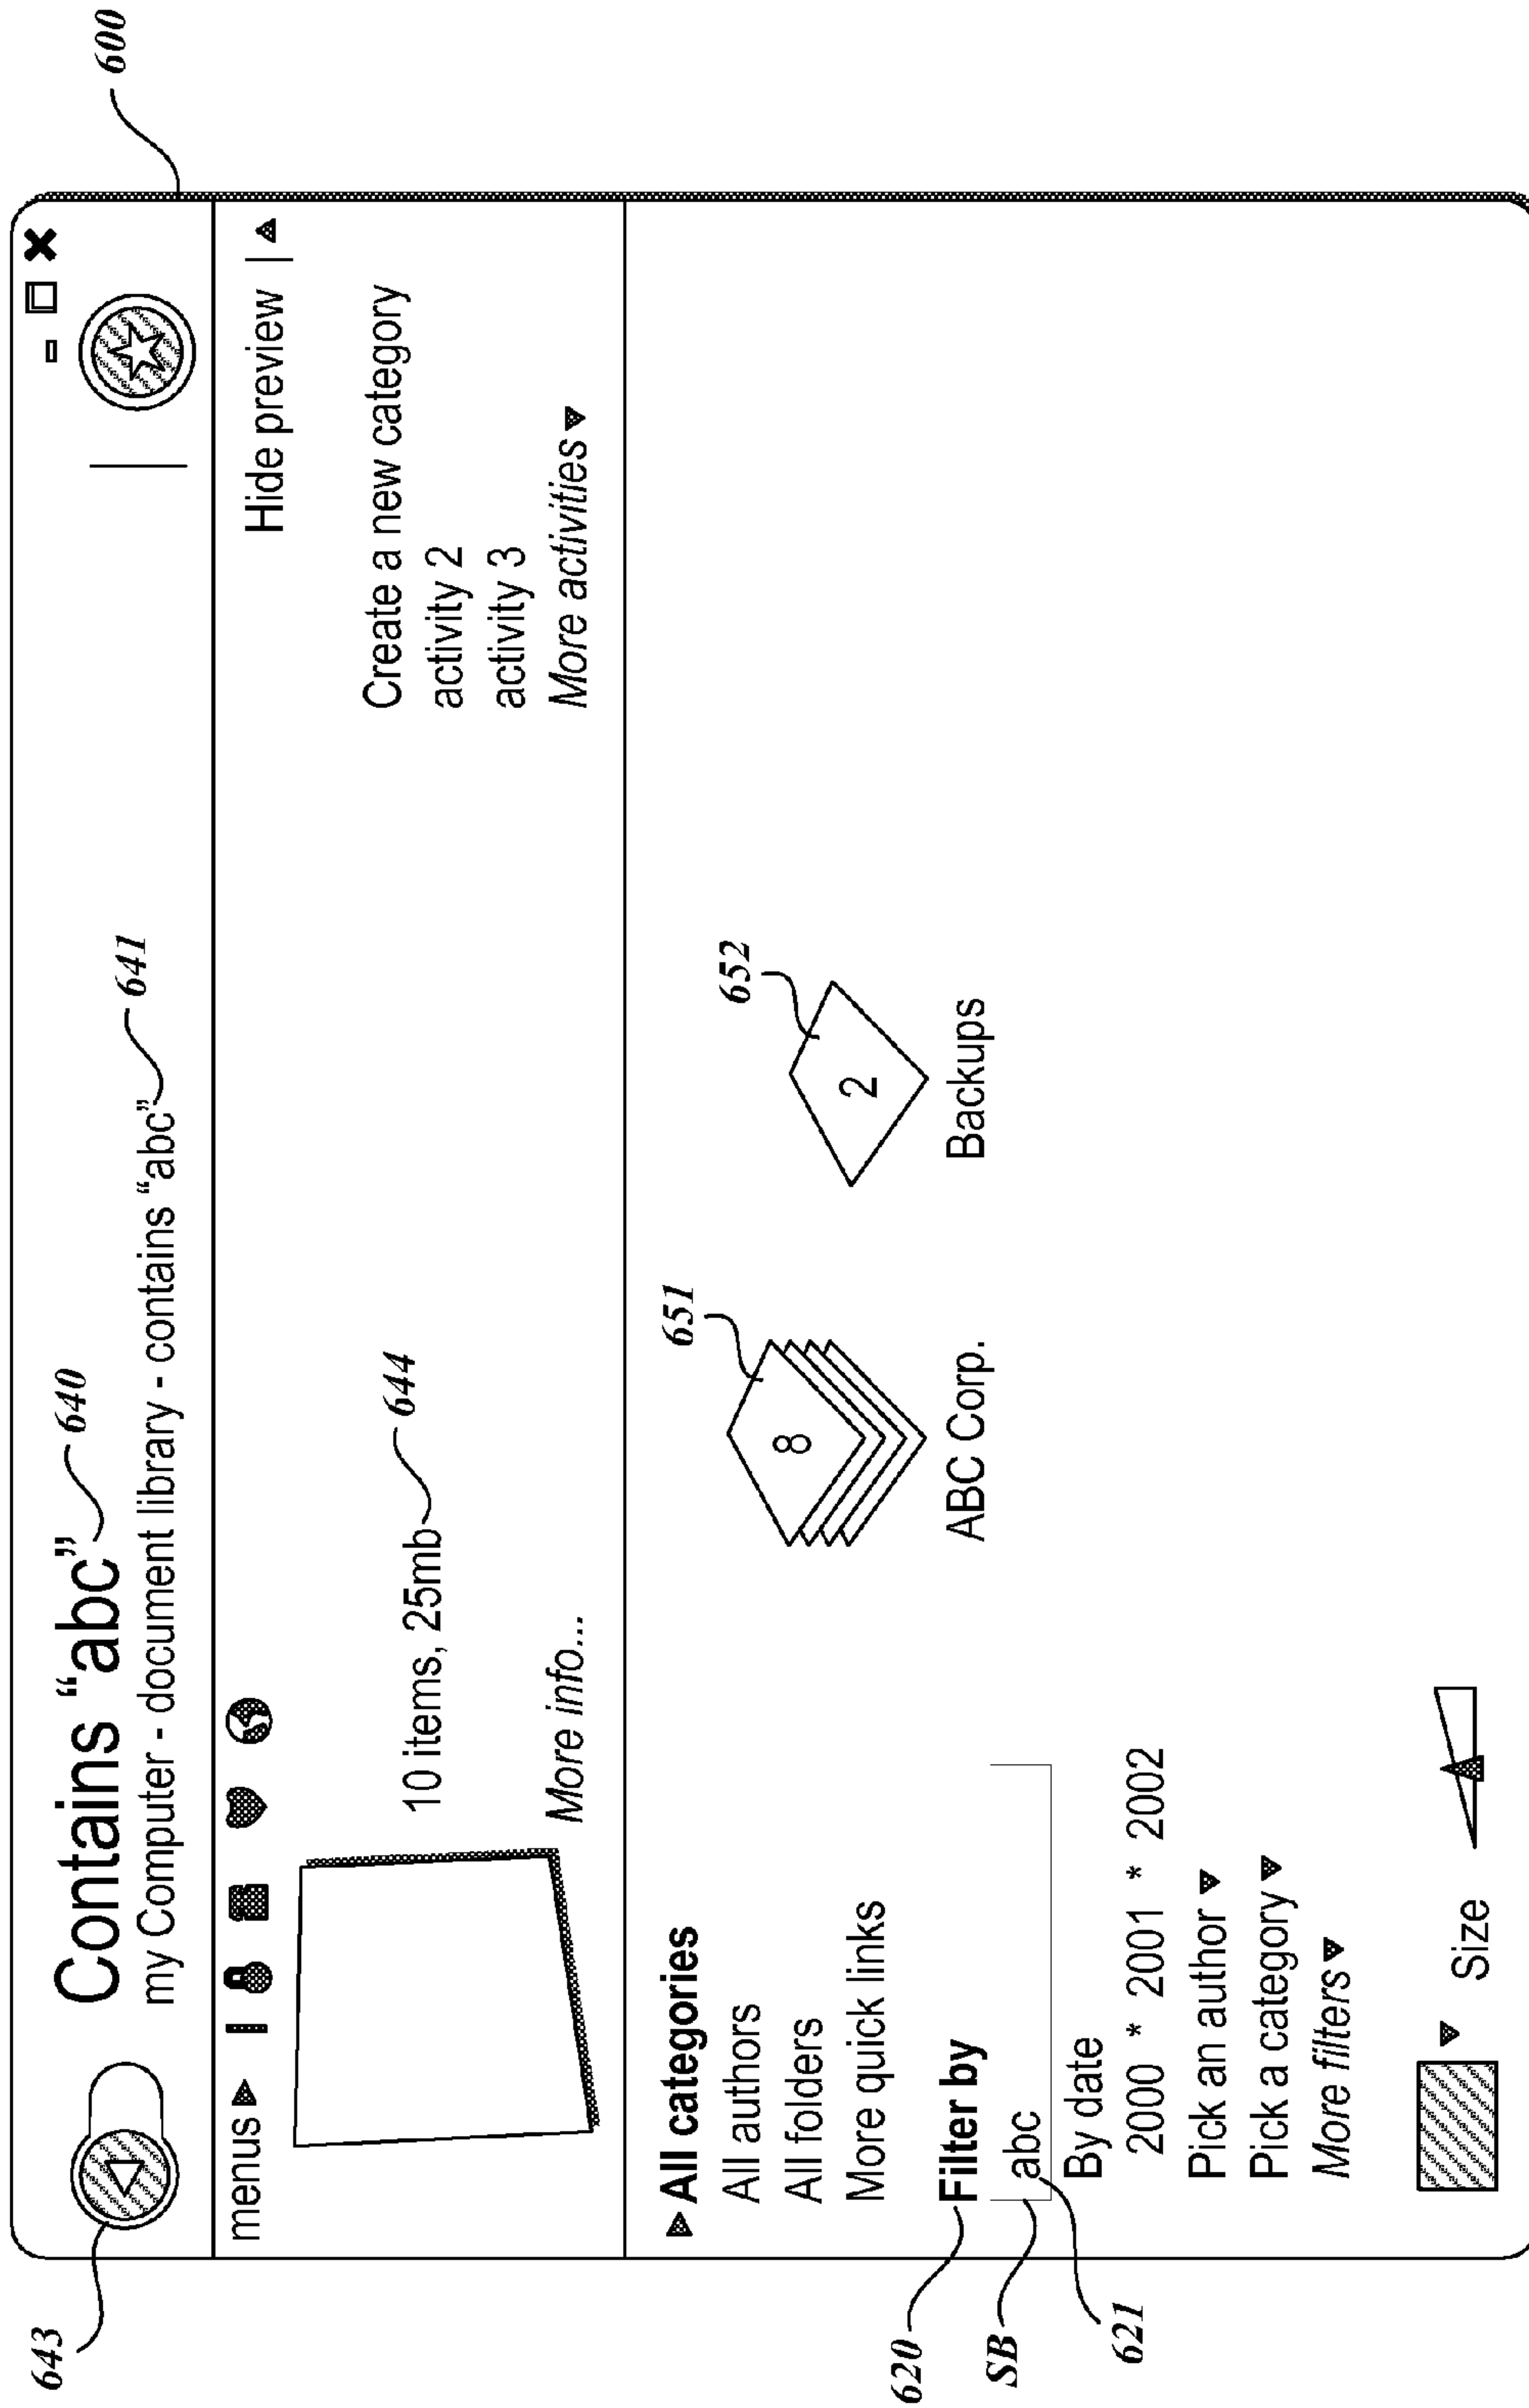 600
643
Contains “abc”
640
my Computer - document library - contains “abc”
641
menus
Hide preview
10 items, 25mb
644
More info...
Create a new category
activity 2
activity 3
More activities
All categories
All authors
All folders
More quick links
651
8
ABC Corp.
652
2
Backups
620
Filter by
SB
abc
621
By date
2000 * 2001 * 2002
Pick an author
Pick a category
More filters
Size